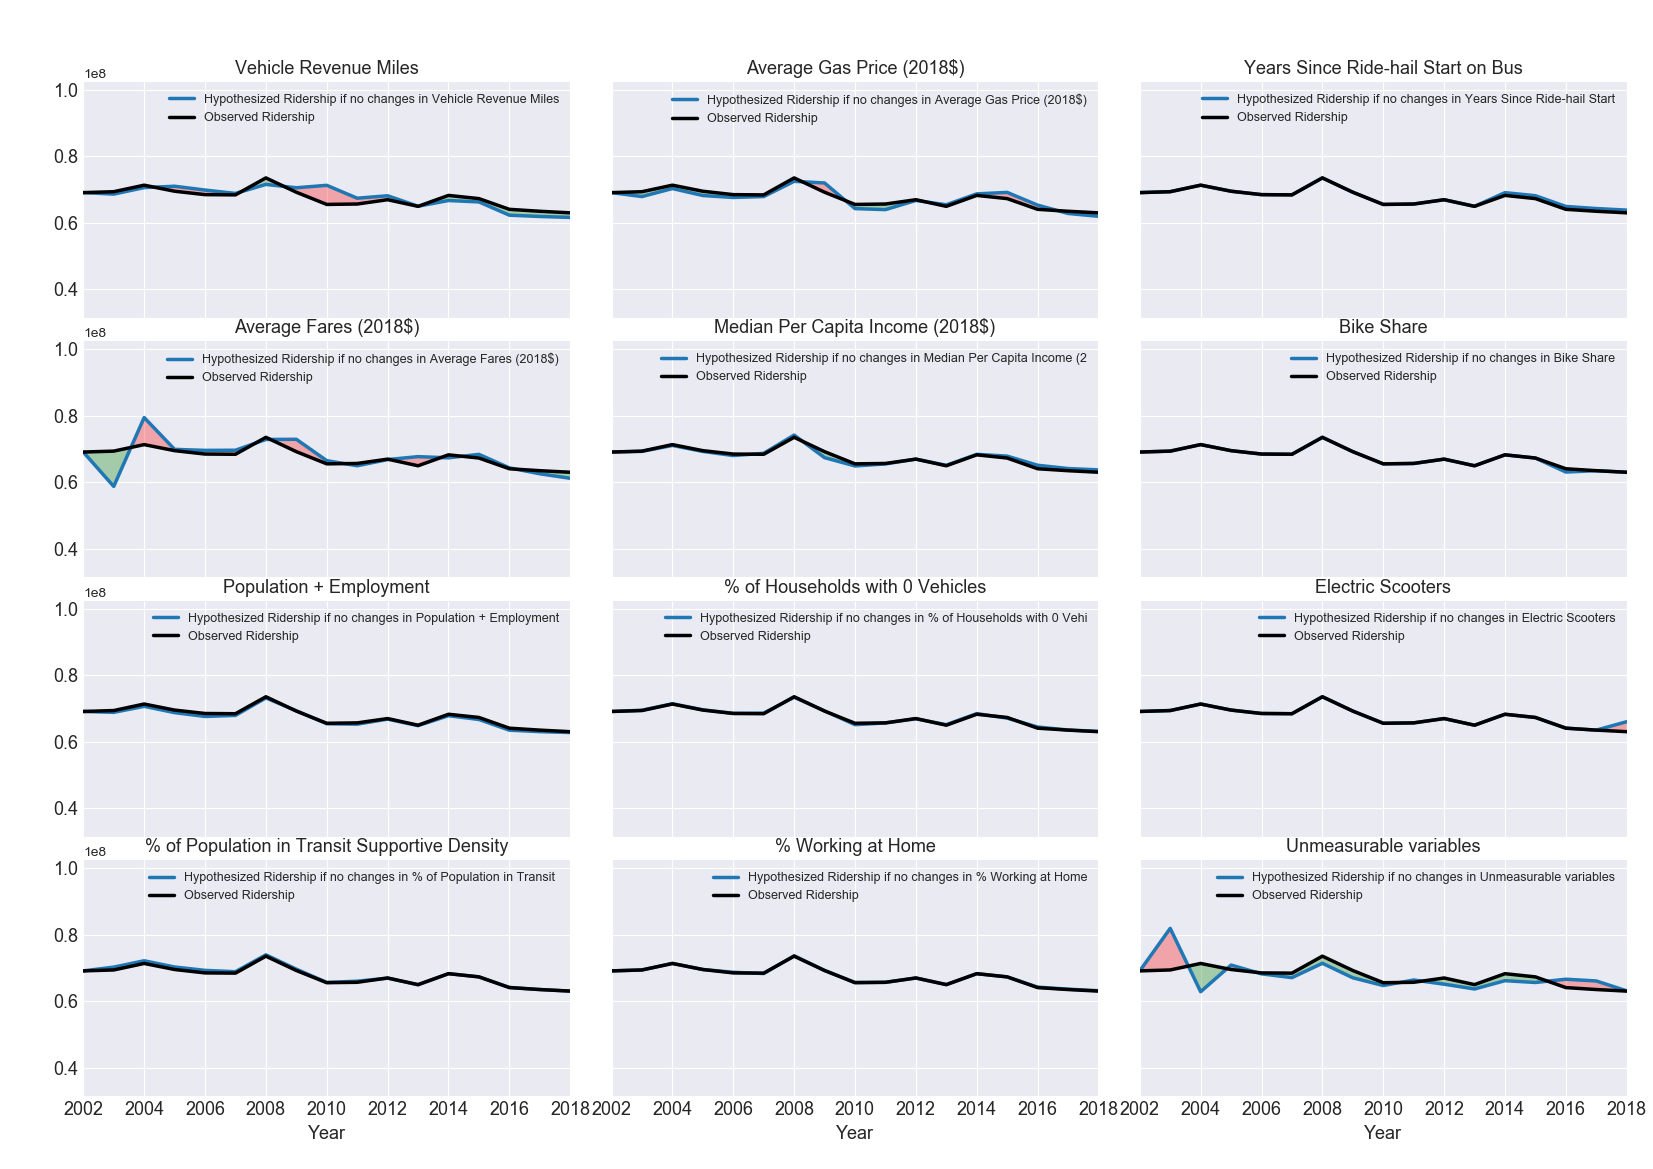 Vehicle Revenue Miles
1e8
1.0
0.8
0.6
0.4
Hypothesized Ridership if no changes in Vehicle Revenue Miles
Observed Ridership
Average Gas Price (2018$)
Hypothesized Ridership if no changes in Average Gas Price (2018$)
Observed Ridership
Years Since Ride-hail Start on Bus
Hypothesized Ridership if no changes in Years Since Ride-hail Start
Observed Ridership
Average Fares (2018$)
1e8
1.0
0.8
0.6
0.4
Hypothesized Ridership if no changes in Average Fares (2018$)
Observed Ridership
Median Per Capita Income (2018$)
Hypothesized Ridership if no changes in Median Per Capita Income (2
Observed Ridership
Bike Share
Hypothesized Ridership if no changes in Bike Share
Observed Ridership
Population + Employment
1e8
1.0
0.8
0.6
0.4
Hypothesized Ridership if no changes in Population + Employment
Observed Ridership
% of Households with 0 Vehicles
Hypothesized Ridership if no changes in % of Households with 0 Vehi
Observed Ridership
Electric Scooters
Hypothesized Ridership if no changes in Electric Scooters
Observed Ridership
% of Population in Transit Supportive Density
1e8
1.0
0.8
0.6
0.4
Hypothesized Ridership if no changes in % of Population in Transit
Observed Ridership
2002 2004 2006 2008 2010 2012 2014 2016 2018
Year
% Working at Home
Hypothesized Ridership if no changes in % Working at Home
Observed Ridership
2002 2004 2006 2008 2010 2012 2014 2016 2018
Year
Unmeasurable variables
Hypothesized Ridership if no changes in Unmeasurable variables
Observed Ridership
2002 2004 2006 2008 2010 2012 2014 2016 2018
Year